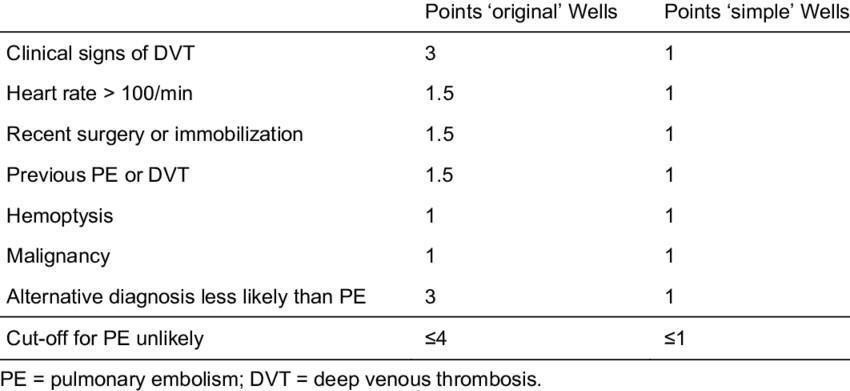 Points ‘original’ Wells Points ‘simple’ Wells
Clinical signs of DVT 3 1
Heart rate > 100/min 1.5 1
Recent surgery or immobilization 1.5 1
Previous PE or DVT 1.5 1
Hemoptysis 1 1
Malignancy 1 1
Alternative diagnosis less likely than PE 3 1
Cut-off for PE unlikely ≤4 ≤1
PE = pulmonary embolism; DVT = deep venous thrombosis.